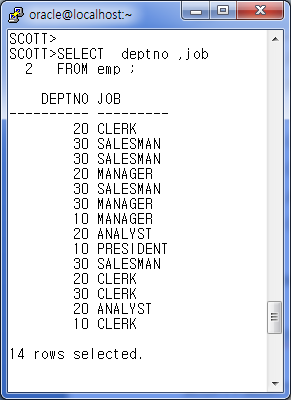 oracle@localhost:~
SCOTT>
SCOTT>SELECT  deptno ,job
  2   FROM emp ;
    DEPTNO JOB
---------- ---------
        20 CLERK
        30 SALESMAN
        30 SALESMAN
        20 MANAGER
        30 SALESMAN
        30 MANAGER
        10 MANAGER
        20 ANALYST
        10 PRESIDENT
        30 SALESMAN
        20 CLERK
        30 CLERK
        20 ANALYST
        10 CLERK
14 rows selected.